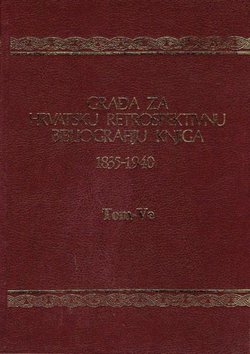 GRAĐA ZA
HRVATSKU RETROSPEKTIVNU
BIBLIOGRAFIJU KNJIGA
1835-1940
Tom-Ve